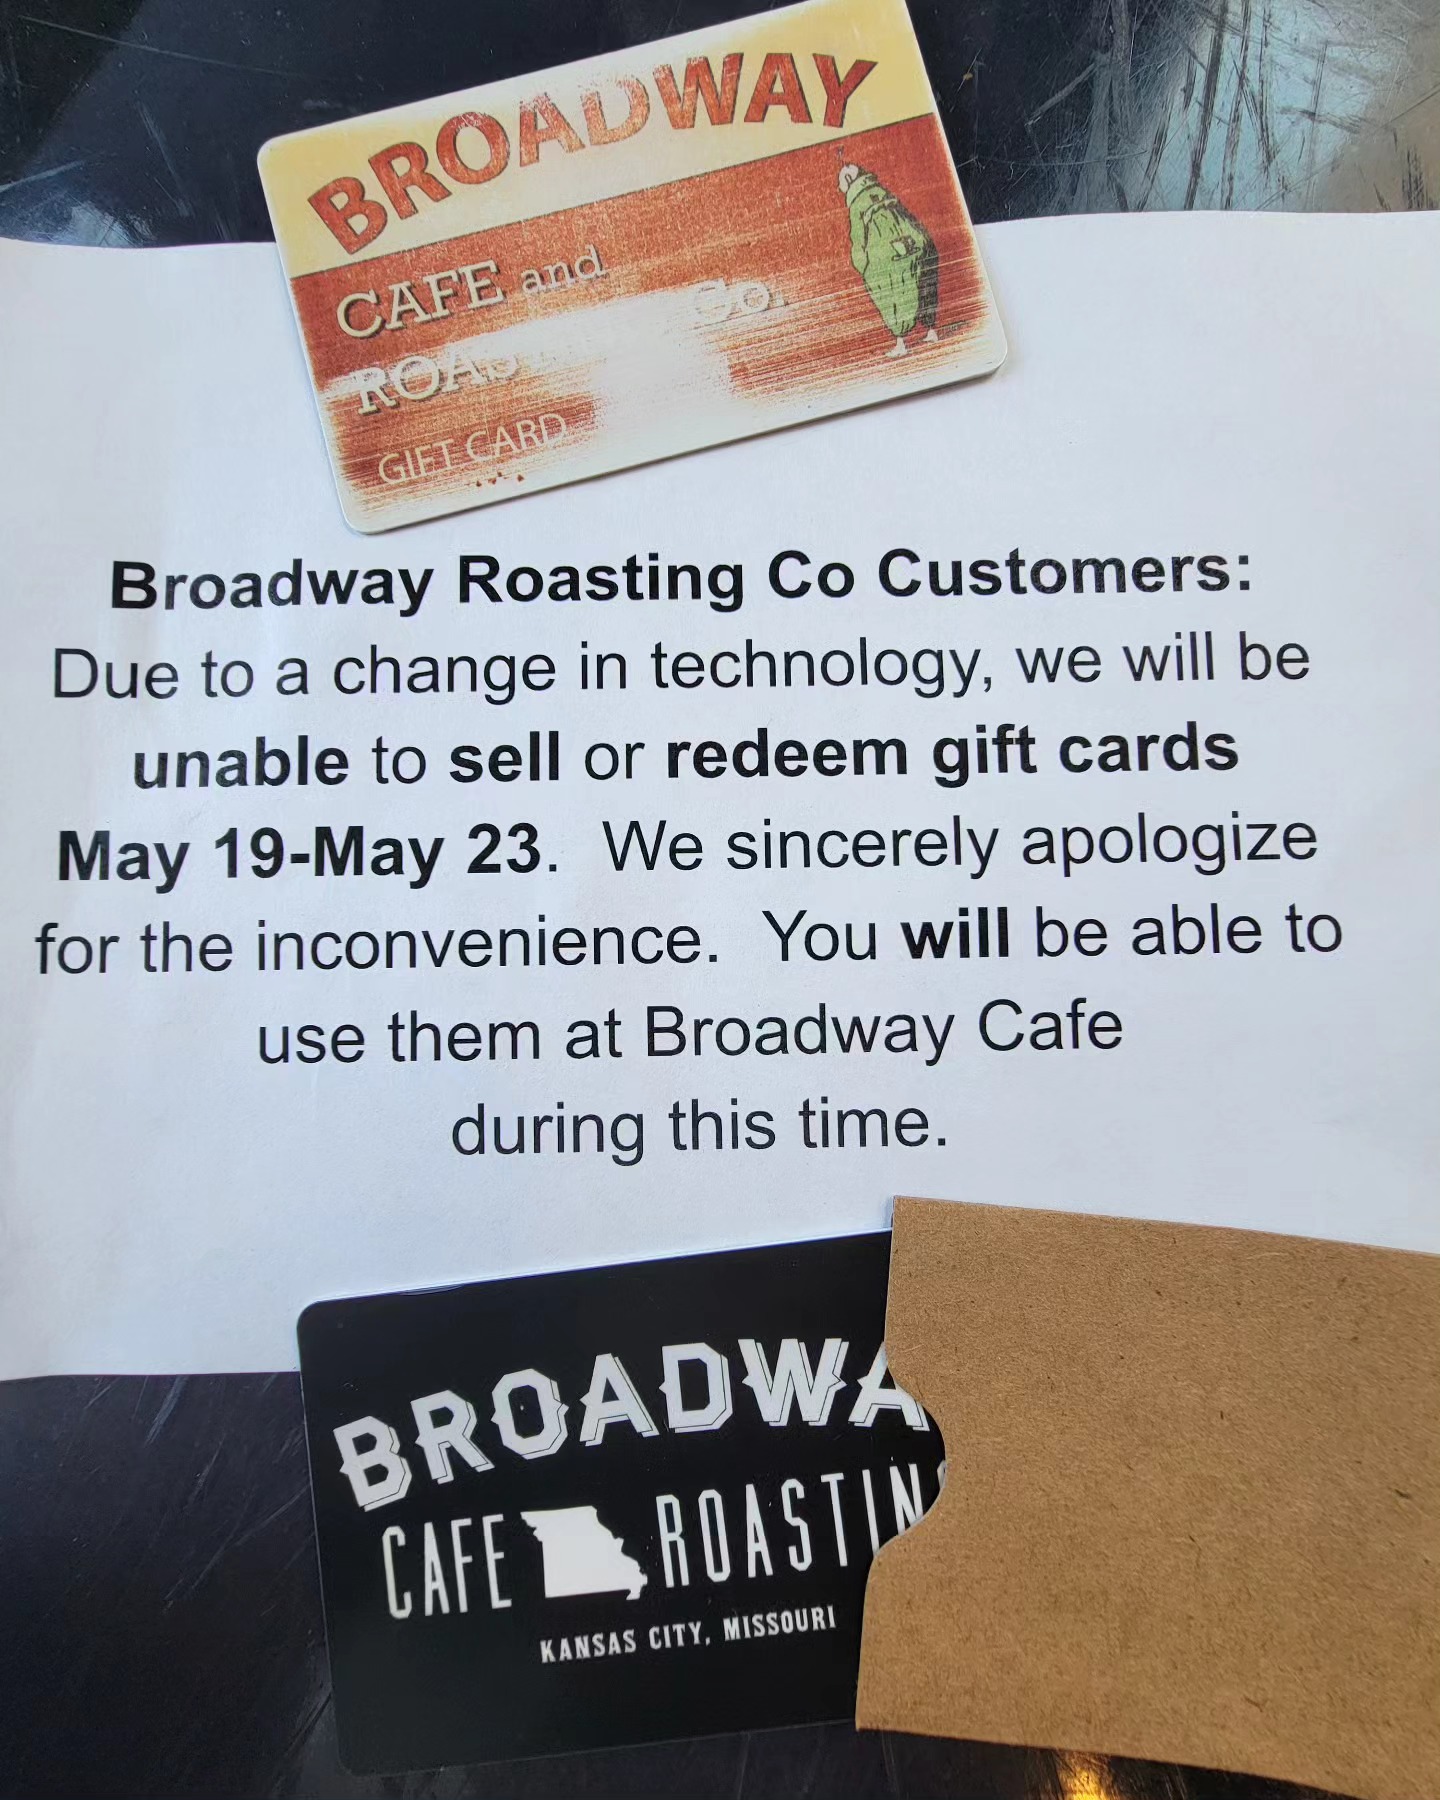 BROADWAY
CAFE and
Co.
GIFT CARD
Broadway Roasting Co Customers:
Due to a change in technology, we will be
unable to sell or redeem gift cards
May 19-May 23. We sincerely apologize
for the inconvenience. You will be able to
use them at Broadway Cafe
during this time.
BROADWA
CAFE ROASTIN
KANSAS CITY, MISSOURI